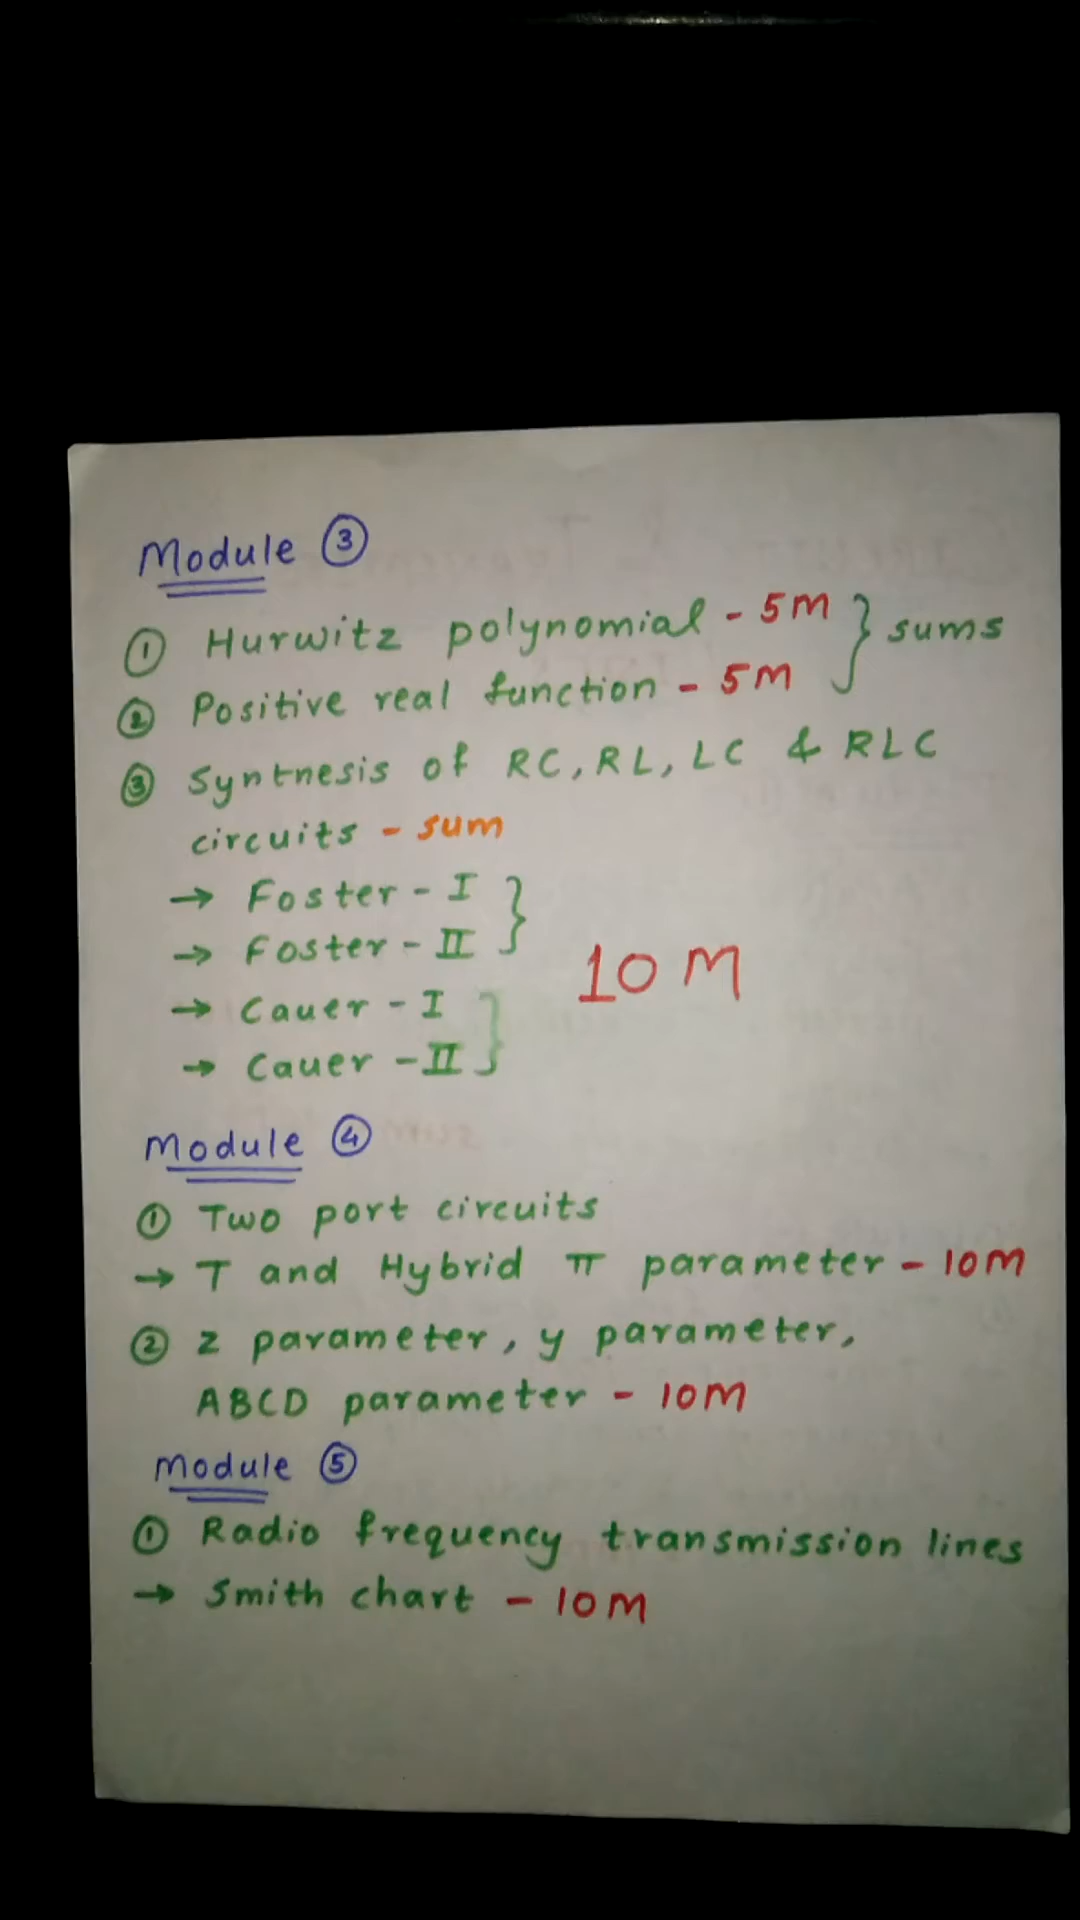 Module ③
① Hurwitz polynomial - 5M } sums
② Positive real function - 5M
③ Syntnesis of RC, RL, LC & RLC
circuits - sum
→ Foster - I }
→ Foster - II
10 M
→ Cauer - I }
→ Cauer - II
Module ④
① Two port circuits
→ T and Hybrid π parameter - 10M
② z parameter, y parameter,
ABCD parameter - 10M
Module ⑤
① Radio frequency transmission lines
→ Smith chart - 10M